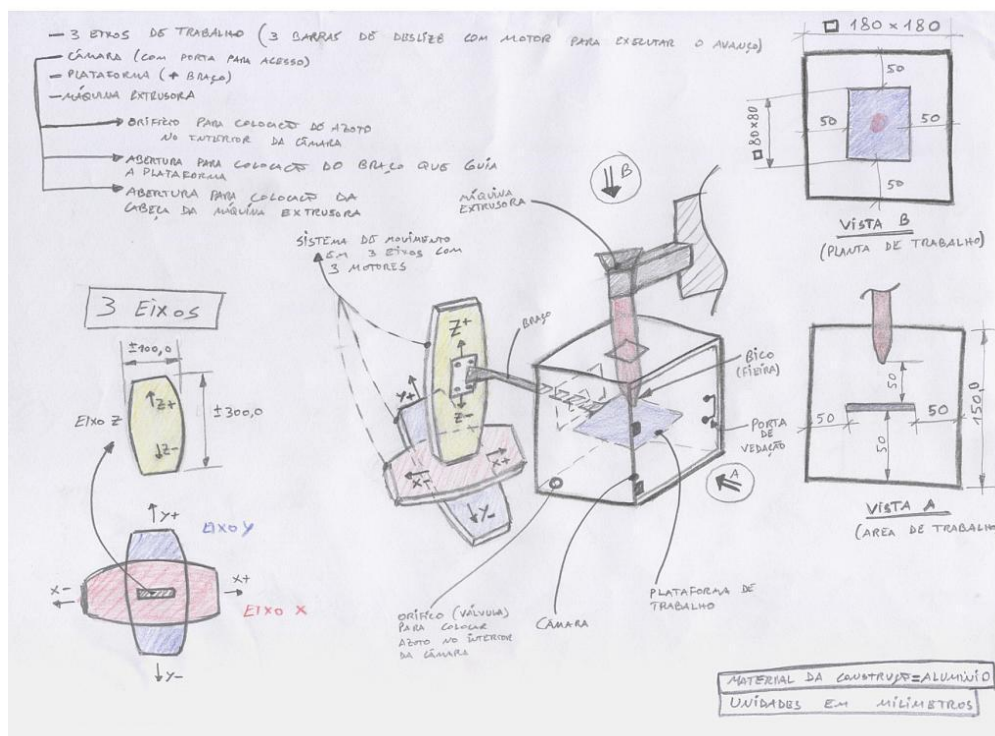 - 3 EIXOS DE TRABALHO (3 BARRAS DE DESLIZE COM MOTOR PARA EXECUTAR O AVANÇO)
- CÂMARA (COM PORTA PARA ACESSO)
- PLATAFORMA (+ BRAÇO)
- MÁQUINA EXTRUSORA
ORIFÍCIO PARA COLOCAÇÃO DO AZOTO
NO INTERIOR DA CÂMARA
ABERTURA PARA COLOCAÇÃO DO BRAÇO QUE GUIA
A PLATAFORMA
ABERTURA PARA COLOCAÇÃO DA
CABEÇA DA MÁQUINA EXTRUSORA
180 x 180
50
50
50
80x80
50
VISTA B
(PLANTA DE TRABALHO)
B
MÁQUINA
EXTRUSORA
SISTEMA DE MOVIMENTO
EM 3 EIXOS COM
3 MOTORES
3 EIXOS
±100,0
±300,0
EIXO Z
Z+
Z-
Y+
EIXO Y
X-
X+
EIXO X
Y-
Z+
Z-
Y+
X-
X+
Y-
BRAÇO
BICO
(FIEIRA)
PORTA
DE
VEDAÇÃO
A
50
50
50
50
150,0
VISTA A
(AREA DE TRABALHO
ORIFÍCIO (VÁLVULA)
PARA COLOCAR
AZOTO NO INTERIOR
DA CÂMARA
CÂMARA
PLATAFORMA DE
TRABALHO
MATERIAL DA CONSTRUÇÃO=ALUMÍNIO
UNIDADES EM MILIMETROS